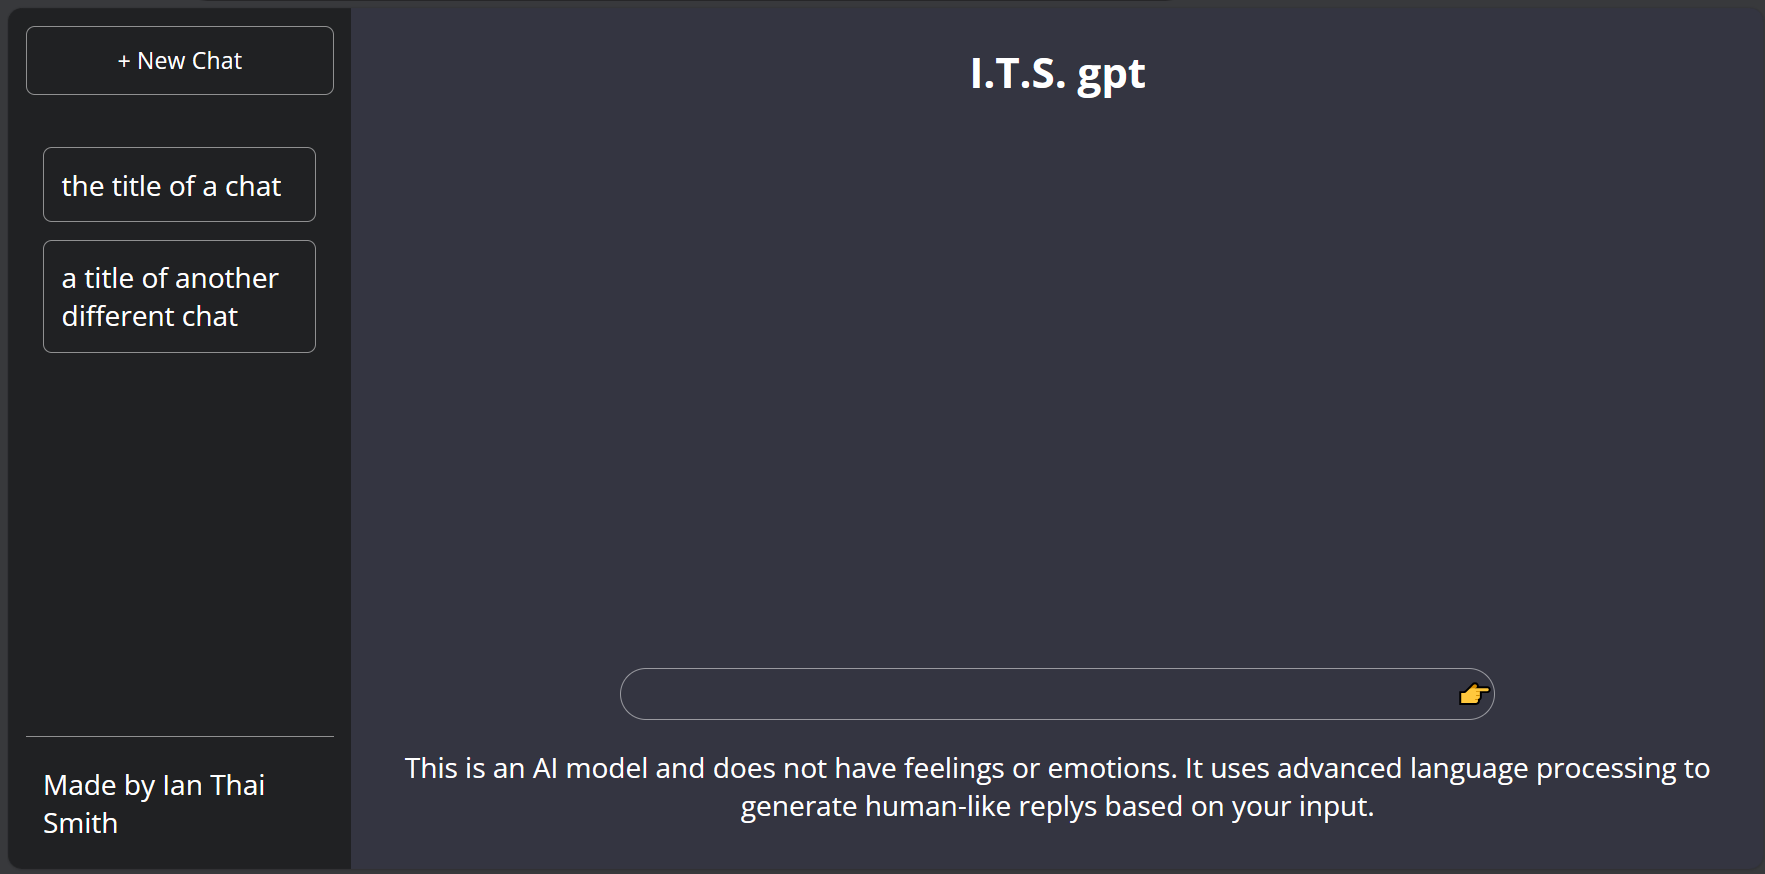 + New Chat
the title of a chat
a title of another
different chat
Made by Ian Thai
Smith
I.T.S. gpt
This is an AI model and does not have feelings or emotions. It uses advanced language processing to
generate human-like replys based on your input.